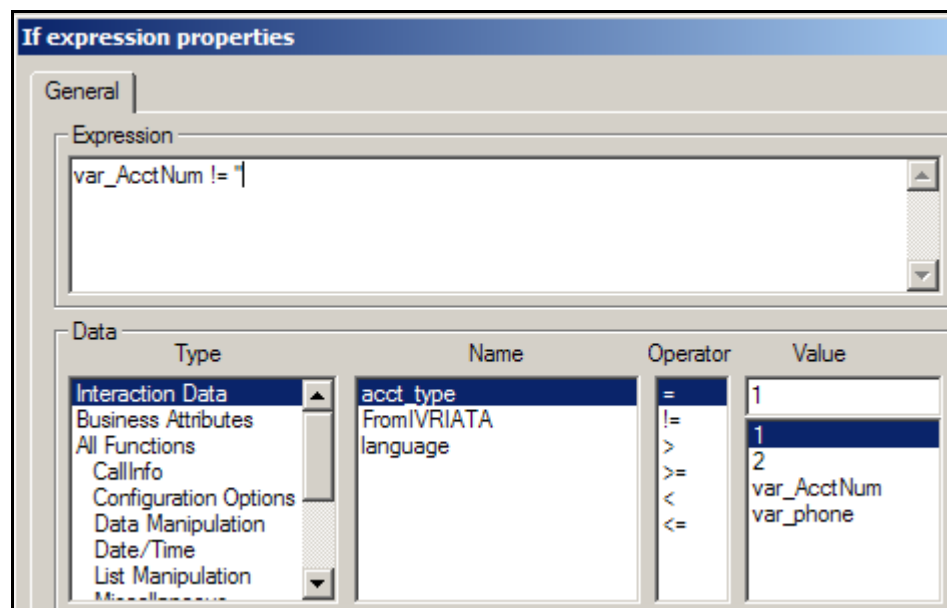 If expression properties
General
Expression
var_AcctNum != ''
Data
Type Name Operator Value
Interaction Data
Business Attributes
All Functions
CallInfo
Configuration Options
Data Manipulation
Date/Time
List Manipulation
Miscellaneous
acct_type
FromIVRIATA
language
=
!=
>
>=
<
<=
1
1
2
var_AcctNum
var_phone